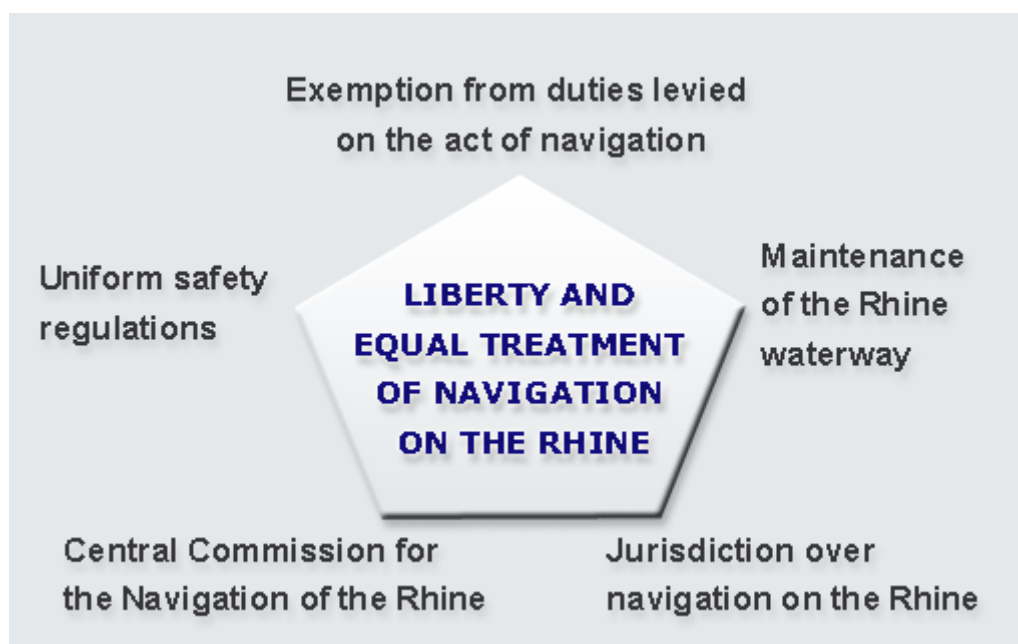 Exemption from duties levied
on the act of navigation
Uniform safety
regulations
LIBERTY AND
EQUAL TREATMENT
OF NAVIGATION
ON THE RHINE
Maintenance
of the Rhine
waterway
Central Commission for
the Navigation of the Rhine
Jurisdiction over
navigation on the Rhine